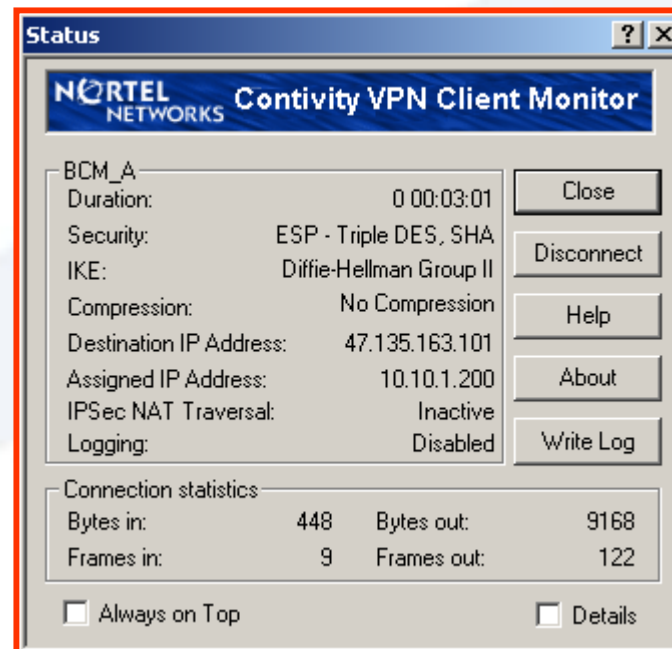 Status
NORTEL NETWORKS Contivity VPN Client Monitor
BCM_A
Duration: 0 00:03:01
Security: ESP - Triple DES, SHA
IKE: Diffie-Hellman Group II
Compression: No Compression
Destination IP Address: 47.135.163.101
Assigned IP Address: 10.10.1.200
IPSec NAT Traversal: Inactive
Logging: Disabled
Close
Disconnect
Help
About
Write Log
Connection statistics
Bytes in: 448 Bytes out: 9168
Frames in: 9 Frames out: 122
Always on Top Details